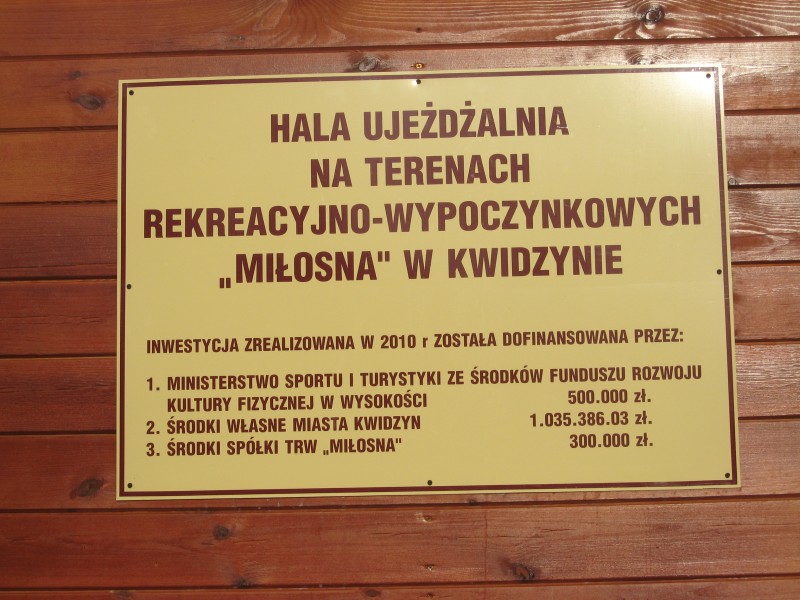 HALA UJEŻDŻALNIA
NA TERENACH
REKREACYJNO-WYPOCZYNKOWYCH
„MIŁOSNA" W KWIDZYNIE
INWESTYCJA ZREALIZOWANA W 2010 r ZOSTAŁA DOFINANSOWANA PRZEZ:
1. MINISTERSTWO SPORTU I TURYSTYKI ZE ŚRODKÓW FUNDUSZU ROZWOJU
KULTURY FIZYCZNEJ W WYSOKOŚCI 500.000 zł.
2. ŚRODKI WŁASNE MIASTA KWIDZYN 1.035.386.03 zł.
3. ŚRODKI SPÓŁKI TRW „MIŁOSNA" 300.000 zł.